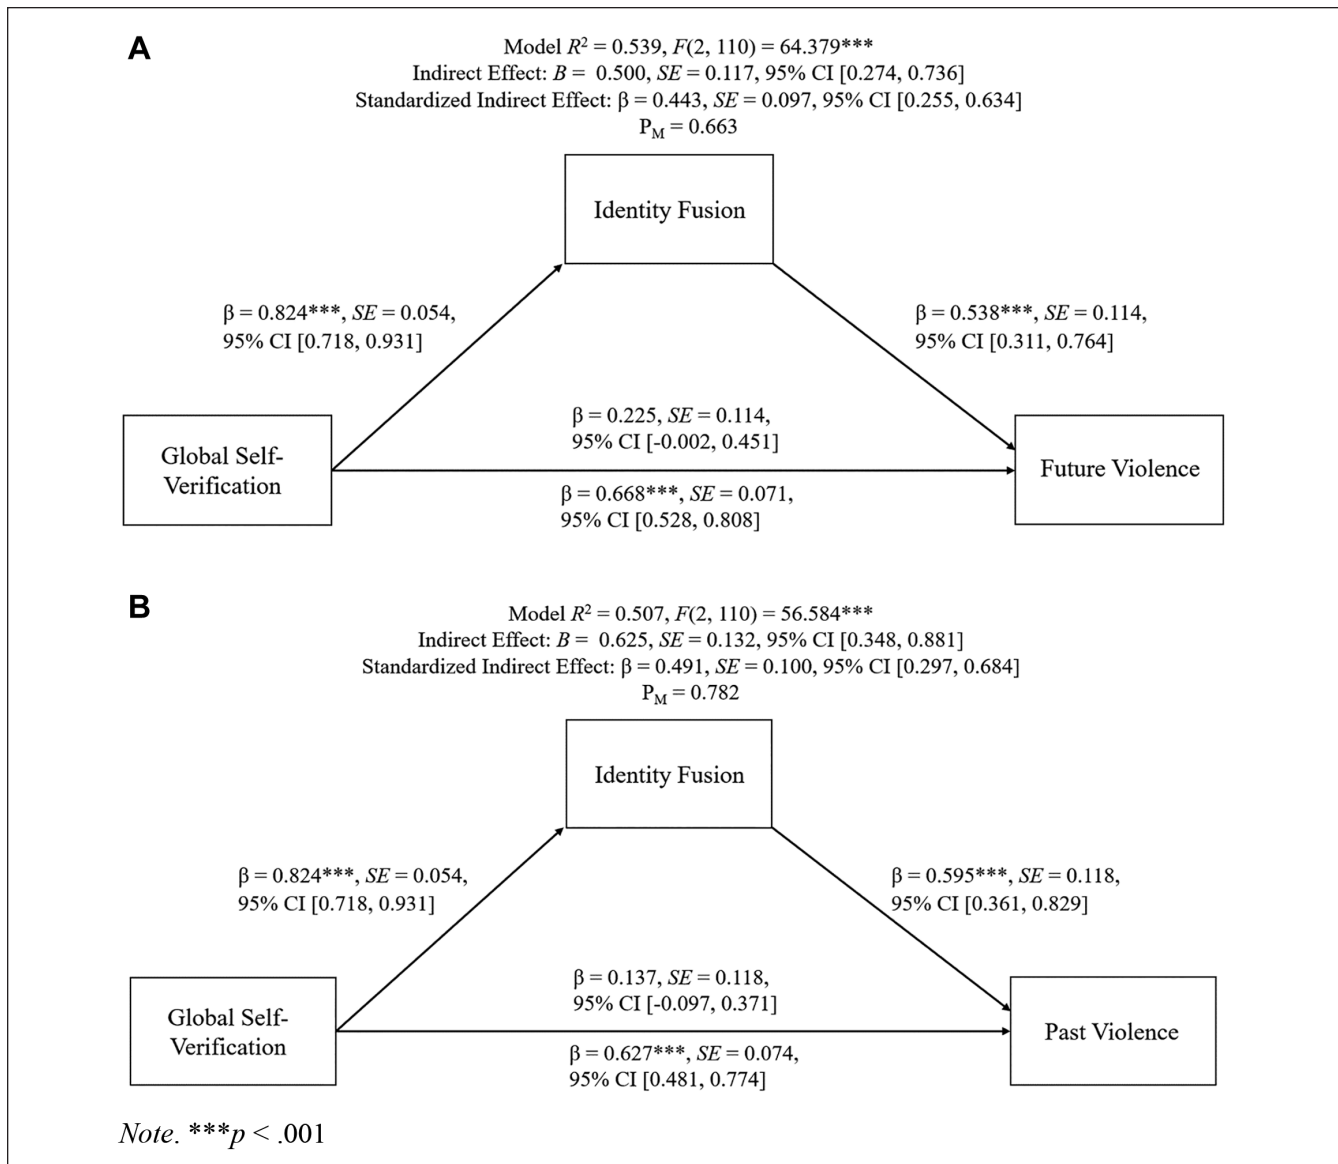 A
Model R² = 0.539, F(2, 110) = 64.379***
Indirect Effect: B = 0.500, SE = 0.117, 95% CI [0.274, 0.736]
Standardized Indirect Effect: β = 0.443, SE = 0.097, 95% CI [0.255, 0.634]
P_M = 0.663
Identity Fusion
β = 0.824***, SE = 0.054,
95% CI [0.718, 0.931]
β = 0.538***, SE = 0.114,
95% CI [0.311, 0.764]
β = 0.225, SE = 0.114,
95% CI [-0.002, 0.451]
Global Self-
Verification
Future Violence
β = 0.668***, SE = 0.071,
95% CI [0.528, 0.808]
B
Model R² = 0.507, F(2, 110) = 56.584***
Indirect Effect: B = 0.625, SE = 0.132, 95% CI [0.348, 0.881]
Standardized Indirect Effect: β = 0.491, SE = 0.100, 95% CI [0.297, 0.684]
P_M = 0.782
Identity Fusion
β = 0.824***, SE = 0.054,
95% CI [0.718, 0.931]
β = 0.595***, SE = 0.118,
95% CI [0.361, 0.829]
β = 0.137, SE = 0.118,
95% CI [-0.097, 0.371]
Global Self-
Verification
Past Violence
β = 0.627***, SE = 0.074,
95% CI [0.481, 0.774]
Note. ***p < .001